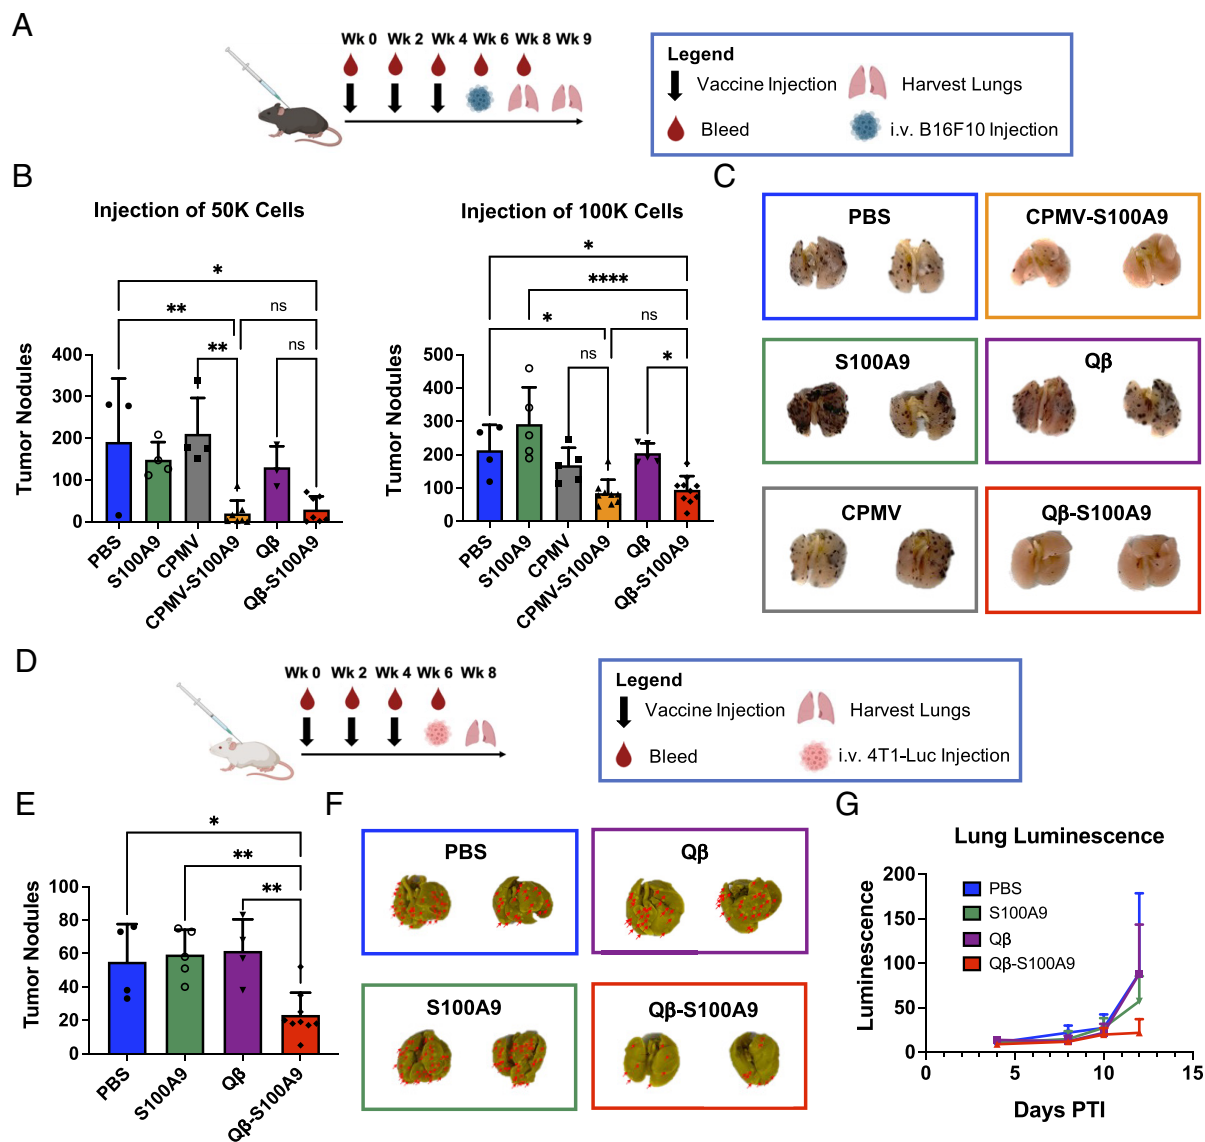 A
Wk 0 Wk 2 Wk 4 Wk 6 Wk 8 Wk 9
Legend
Vaccine Injection Harvest Lungs
Bleed i.v. B16F10 Injection
B
Injection of 50K Cells
Tumor Nodules
400
300
200
100
0
*
**
ns
**
ns
PBS
S100A9
CPMV
CPMV-S100A9
Qβ
Qβ-S100A9
Injection of 100K Cells
Tumor Nodules
500
400
300
200
100
0
*
****
*
ns
ns
*
PBS
S100A9
CPMV
CPMV-S100A9
Qβ
Qβ-S100A9
C
PBS
CPMV-S100A9
S100A9
Qβ
CPMV
Qβ-S100A9
D
Wk 0 Wk 2 Wk 4 Wk 6 Wk 8
Legend
Vaccine Injection Harvest Lungs
Bleed i.v. 4T1-Luc Injection
E
Tumor Nodules
100
80
60
40
20
0
*
**
**
PBS
S100A9
Qβ
Qβ-S100A9
F
PBS
Qβ
S100A9
Qβ-S100A9
G
Lung Luminescence
Luminescence
200
150
100
50
0
PBS
S100A9
Qβ
Qβ-S100A9
0 5 10 15
Days PTI